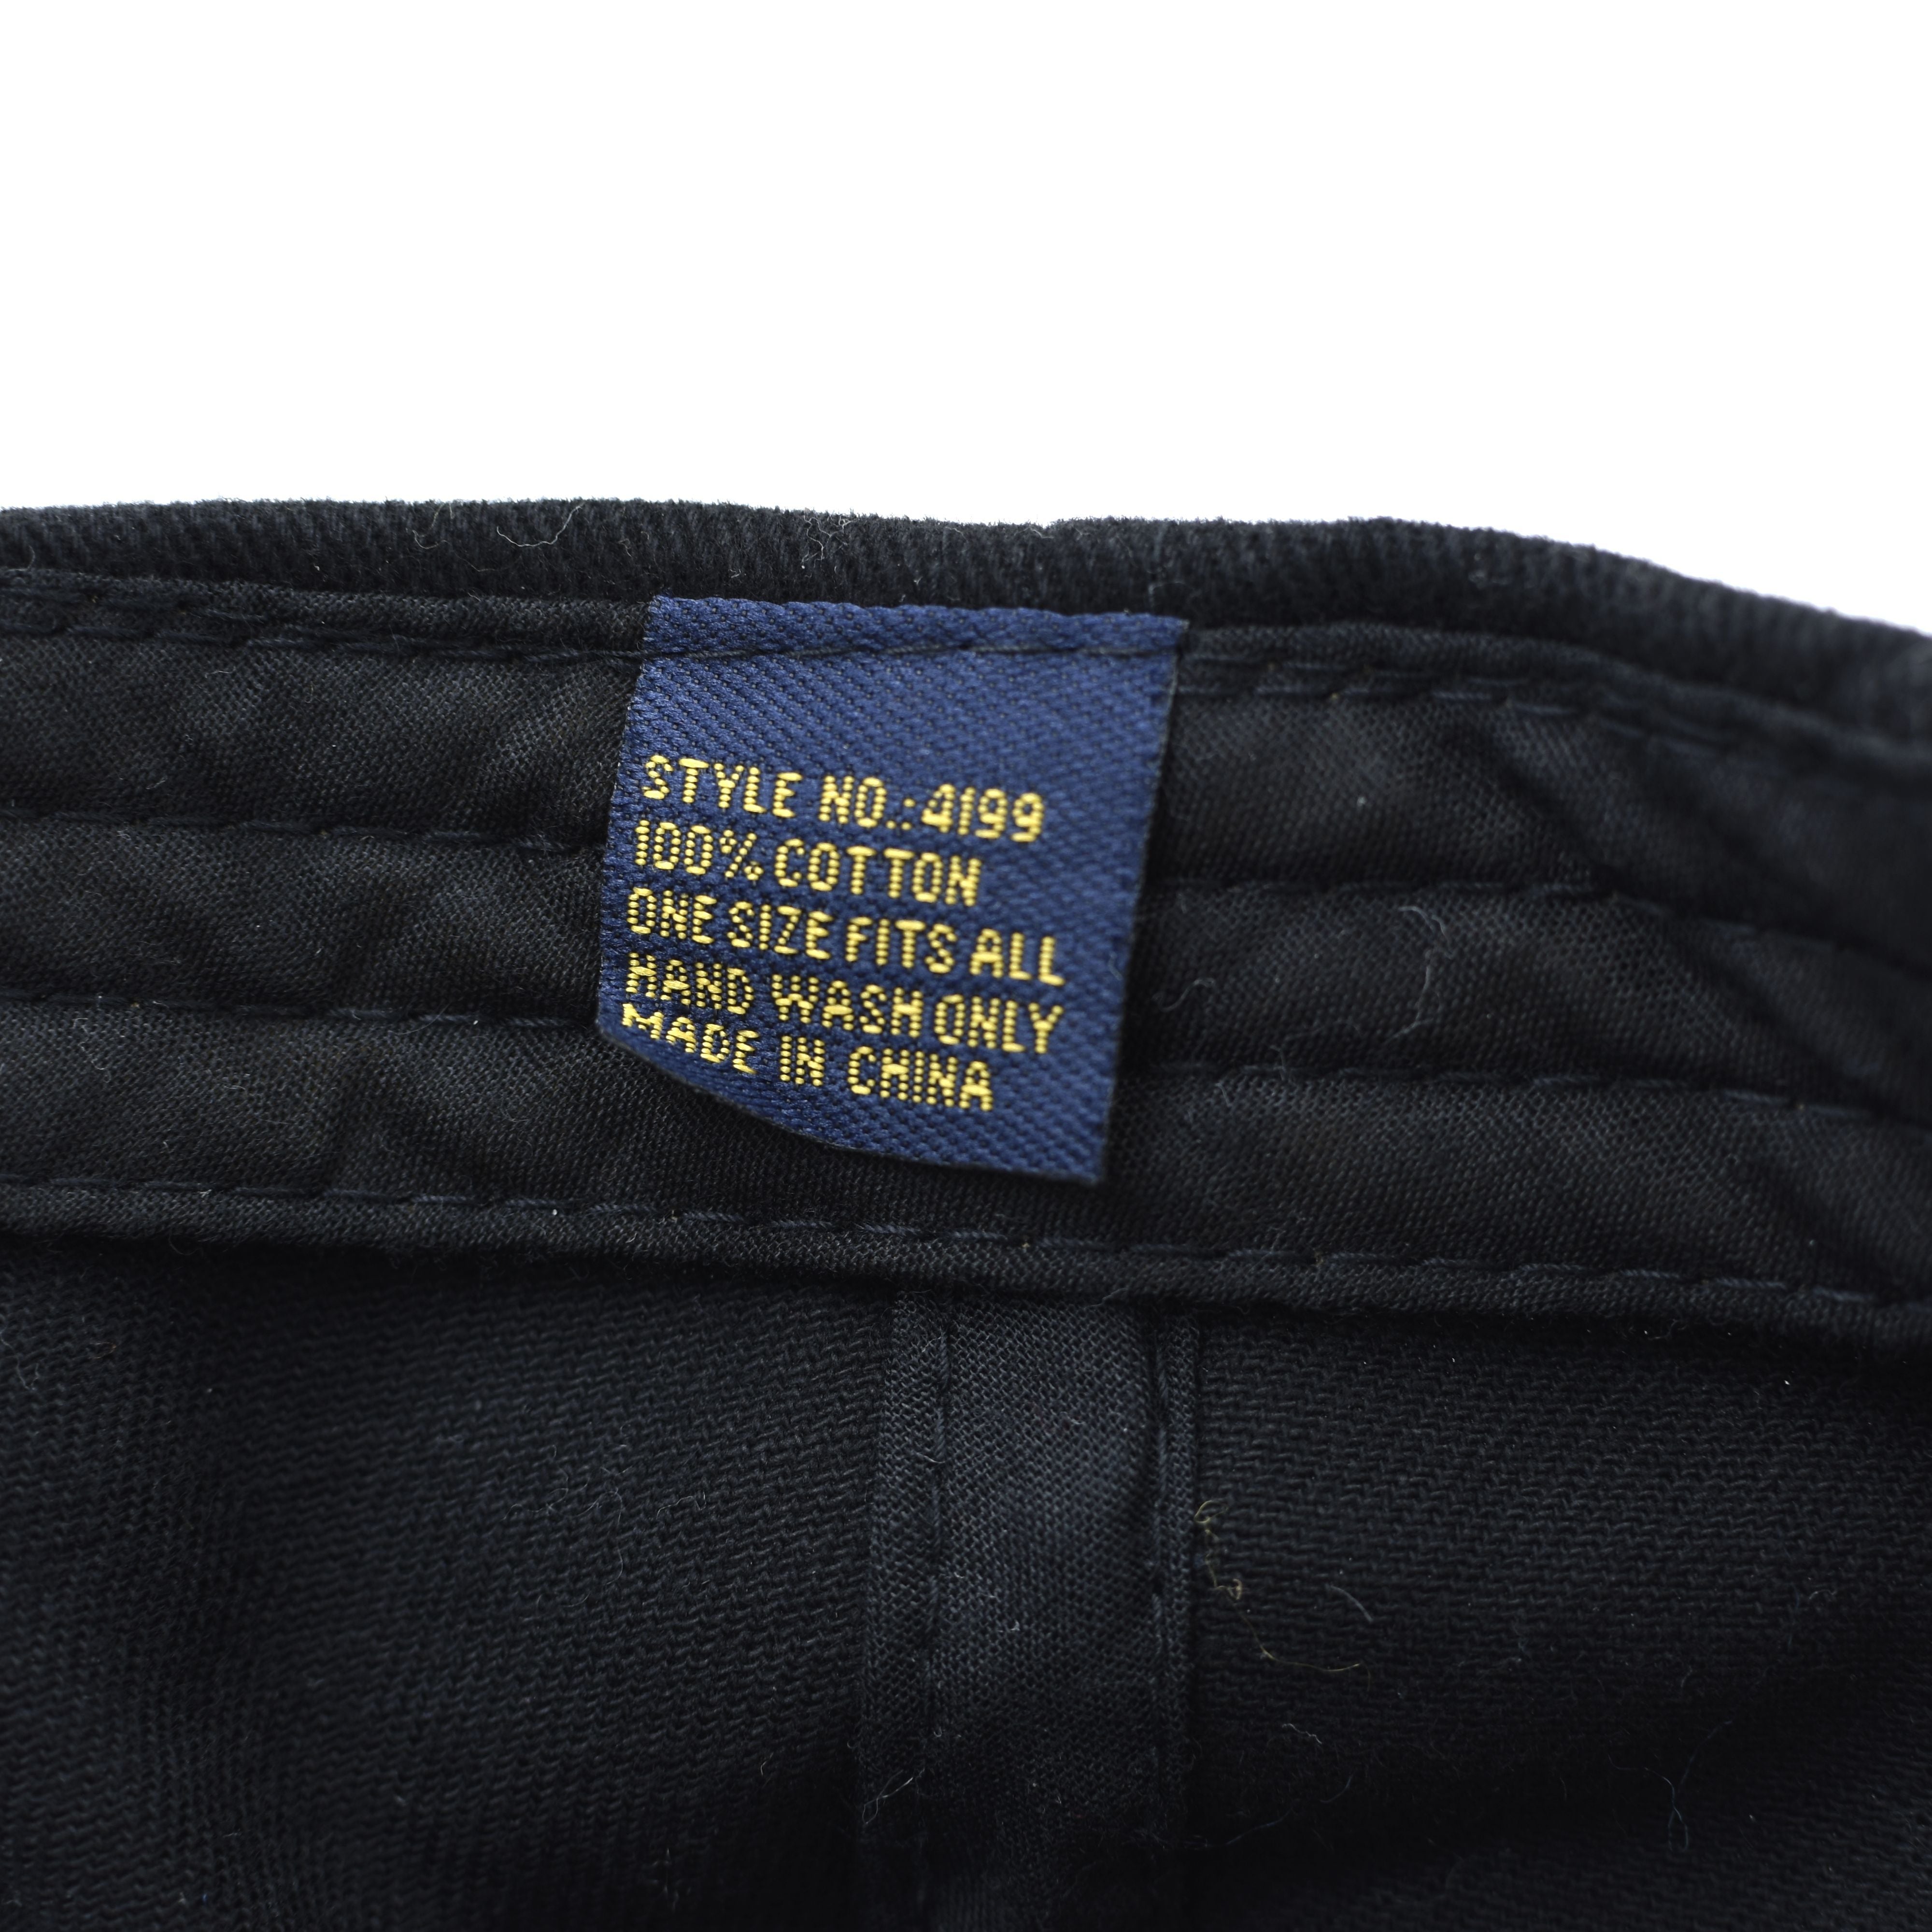 STYLE NO.: 4199
100% COTTON
ONE SIZE FITS ALL
HAND WASH ONLY
MADE IN CHINA